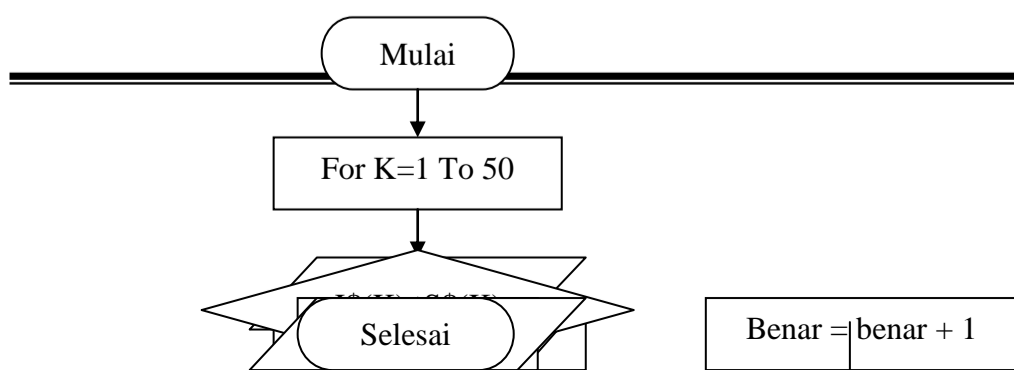 Mulai
For K=1 To 50
Selesai
Benar = benar + 1